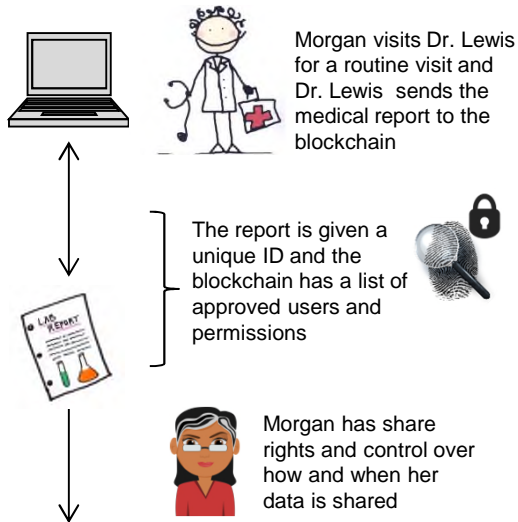 Morgan visits Dr. Lewis
for a routine visit and
Dr. Lewis sends the
medical report to the
blockchain
The report is given a
unique ID and the
blockchain has a list of
approved users and
permissions
LAB
REPORT
Morgan has share
rights and control over
how and when her
data is shared